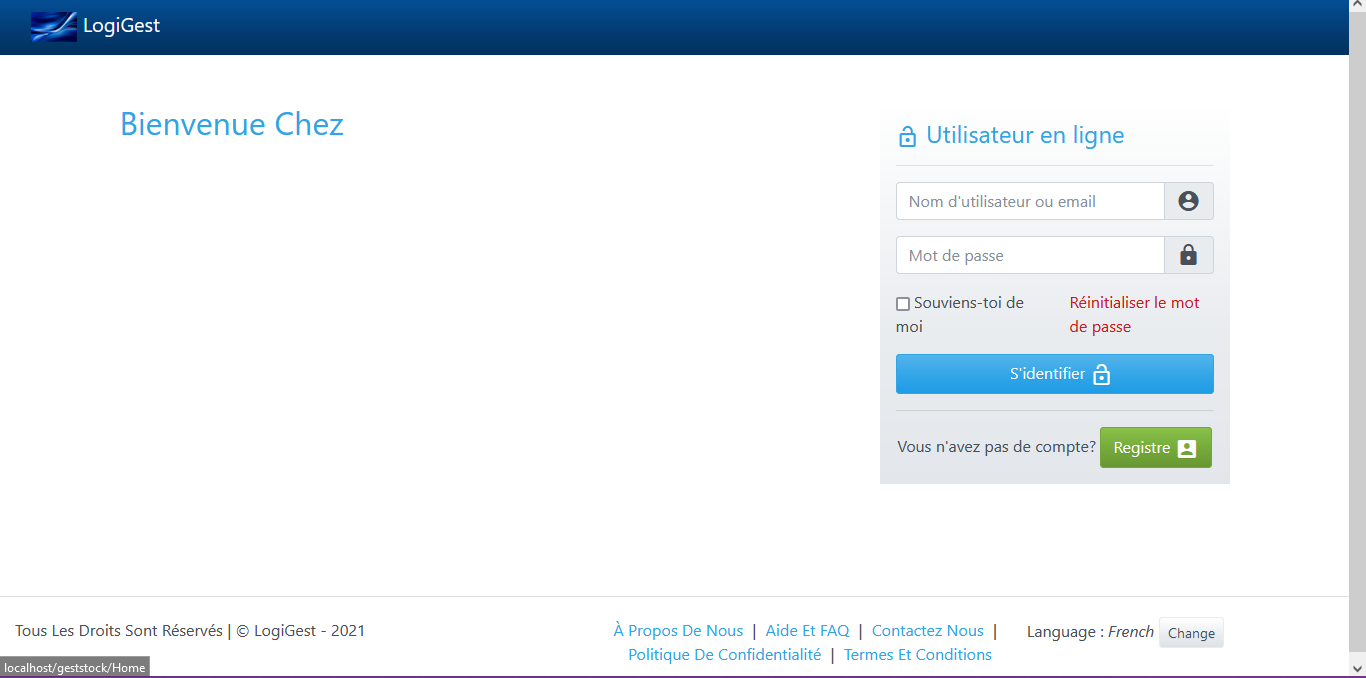 LogiGest
Bienvenue Chez
Utilisateur en ligne
Nom d'utilisateur ou email
Mot de passe
Souviens-toi de
moi
Réinitialiser le mot
de passe
S'identifier
Vous n'avez pas de compte?
Registre
Tous Les Droits Sont Réservés | © LogiGest - 2021
À Propos De Nous | Aide Et FAQ | Contactez Nous |
Politique De Confidentialité | Termes Et Conditions
Language : French
Change
localhost/geststock/Home